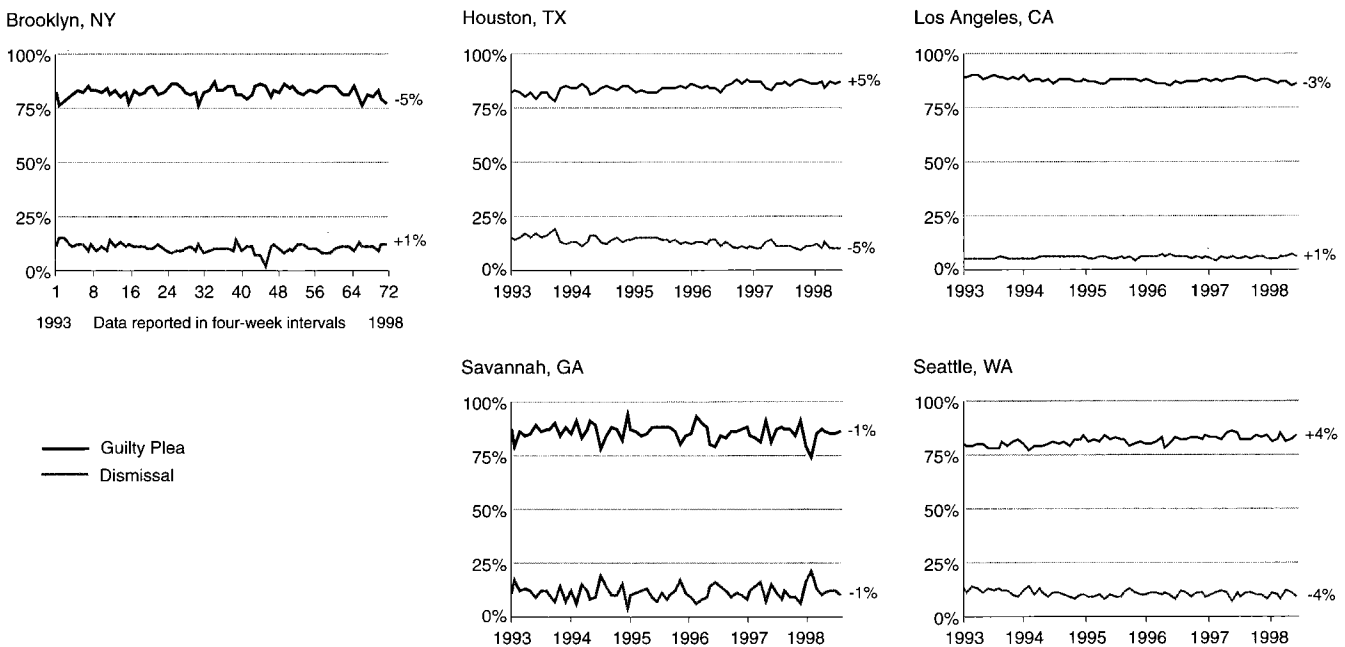 Brooklyn, NY
100%
75%
50%
25%
0%
-5%
+1%
1 8 16 24 32 40 48 56 64 72
1993 Data reported in four-week intervals 1998
Houston, TX
100%
75%
50%
25%
0%
+5%
-5%
1993 1994 1995 1996 1997 1998
Los Angeles, CA
100%
75%
50%
25%
0%
-3%
+1%
1993 1994 1995 1996 1997 1998
Guilty Plea
Dismissal
Savannah, GA
100%
75%
50%
25%
0%
-1%
-1%
1993 1994 1995 1996 1997 1998
Seattle, WA
100%
75%
50%
25%
0%
+4%
-4%
1993 1994 1995 1996 1997 1998